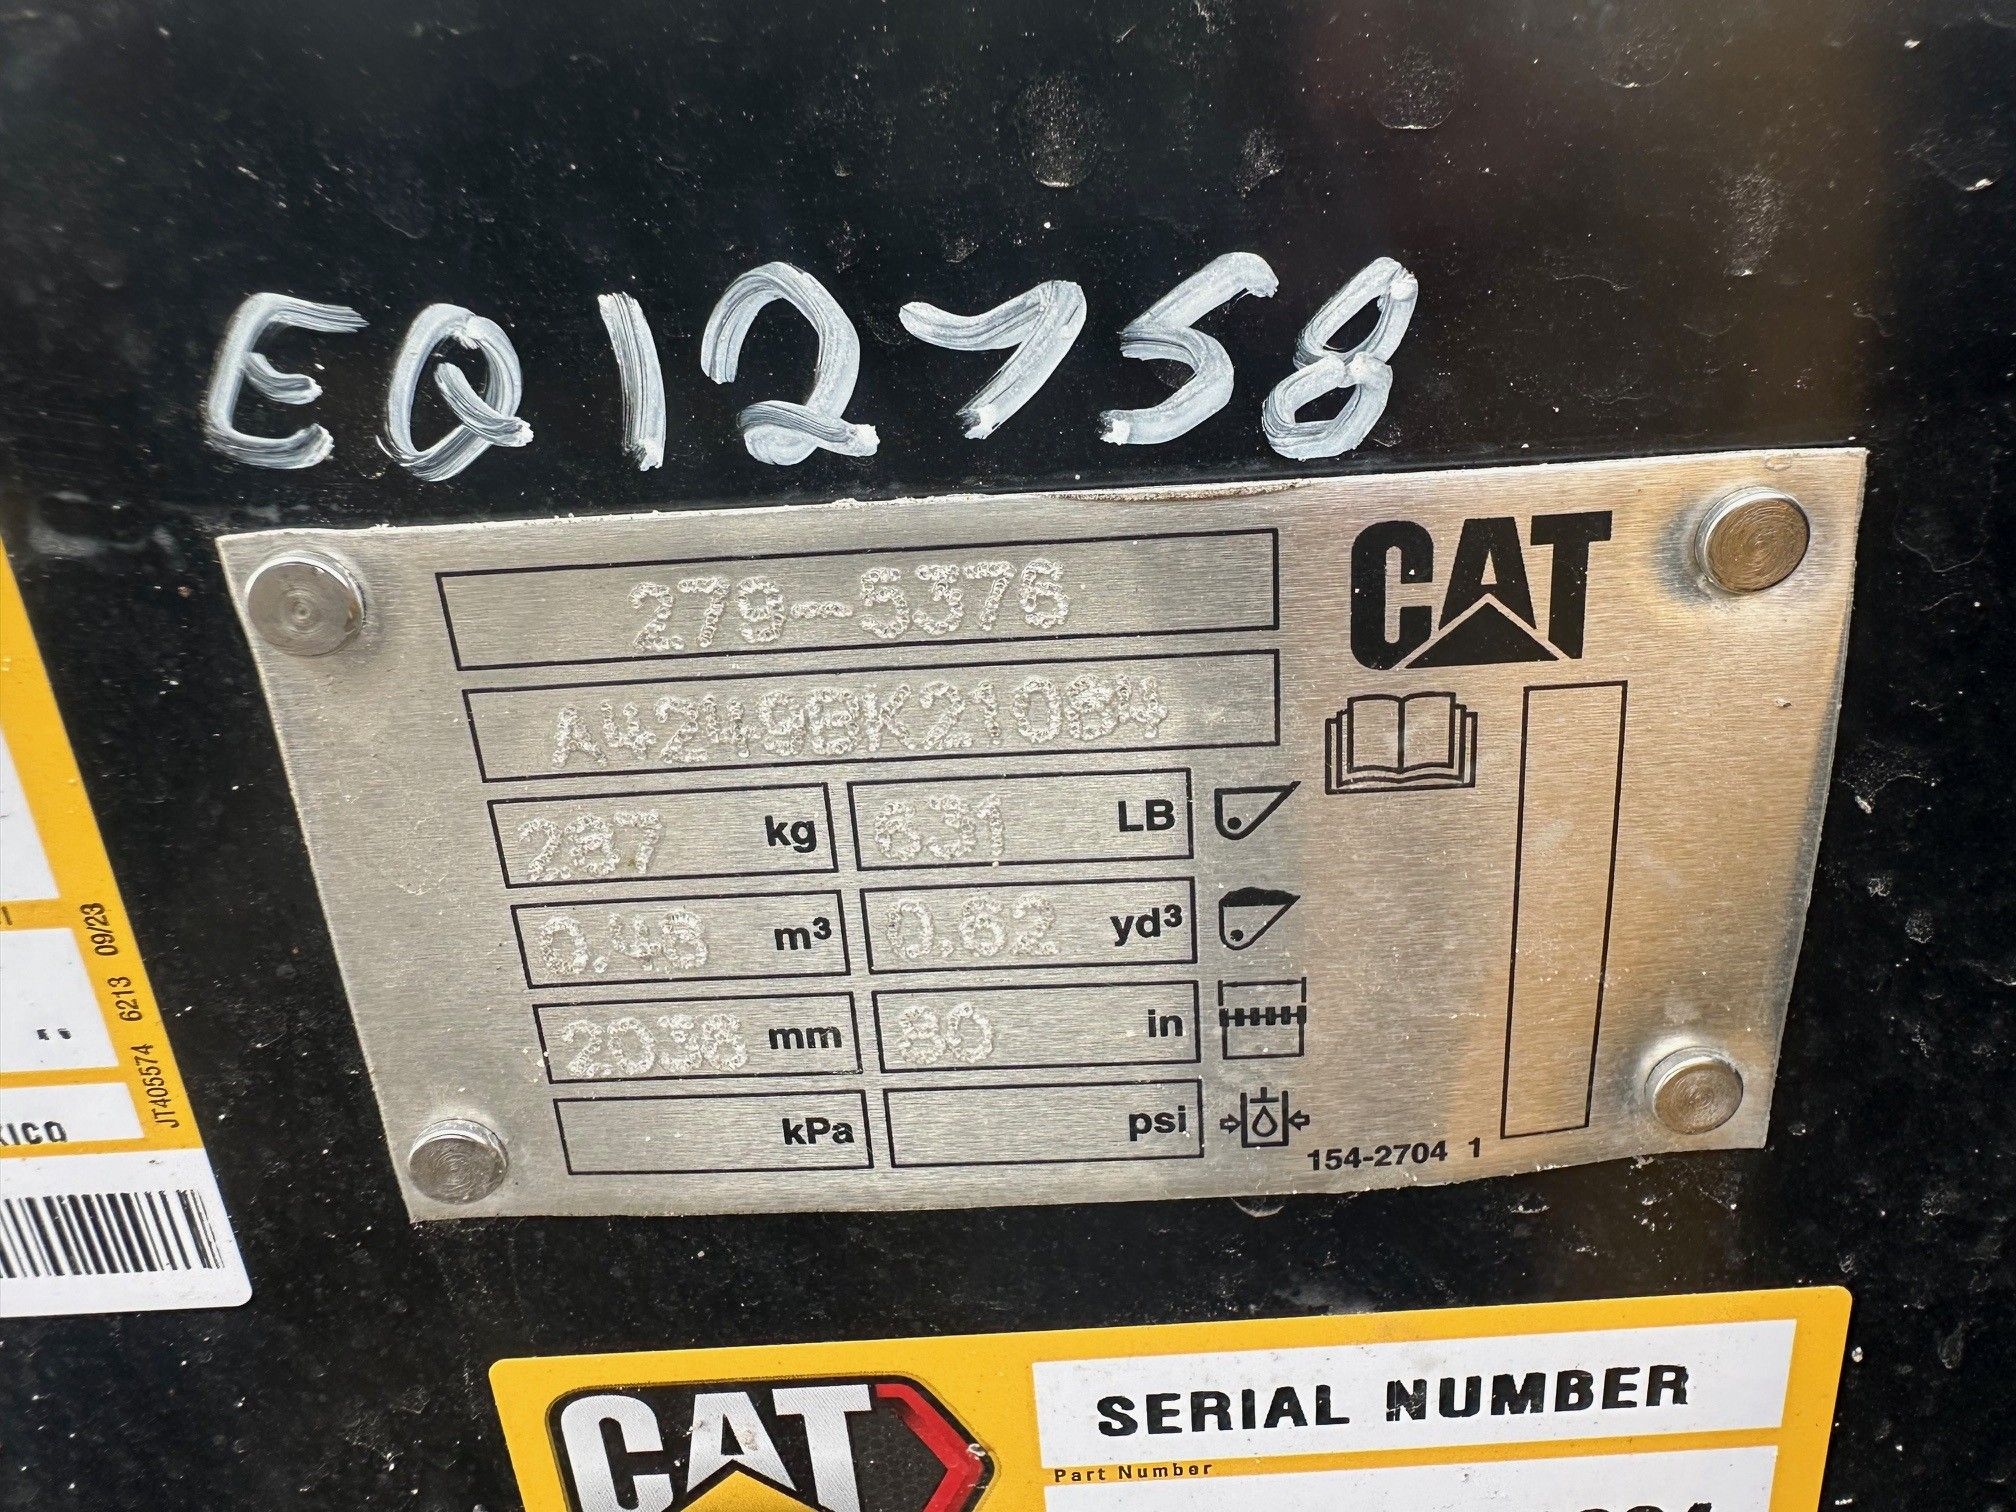 EQ12758
279-5376
CAT
A4249BK21084
287 kg
631 LB
0.48 m³
0.62 yd³
2036 mm
80 in
kPa
psi
154-2704 1
JT405574 6213 09/23
CAT
SERIAL NUMBER
Part Number